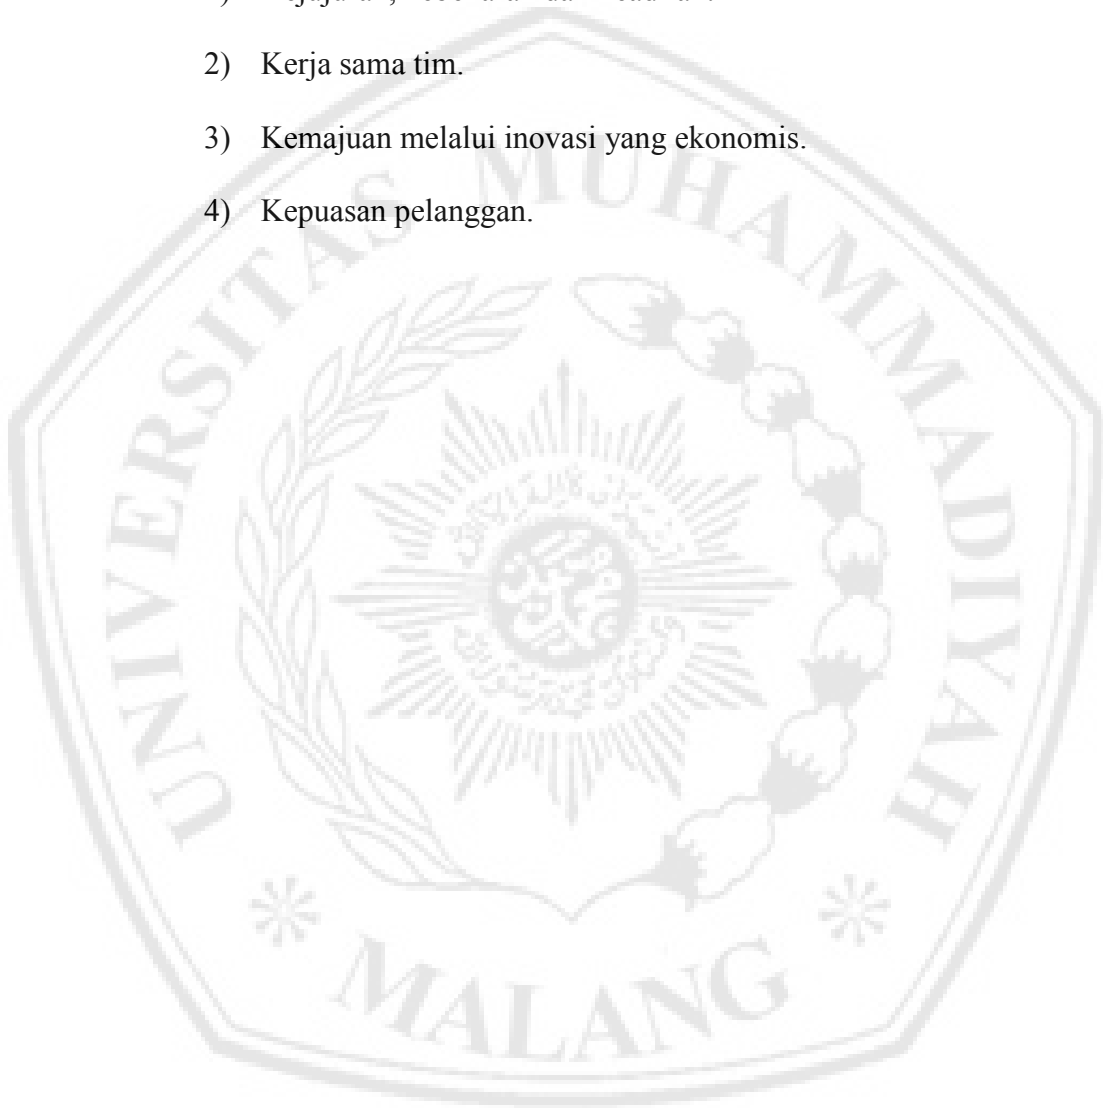 2) Kerja sama tim.
3) Kemajuan melalui inovasi yang ekonomis.
4) Kepuasan pelanggan.
UNIVERSITAS MUHAMMADIYAH
MALANG